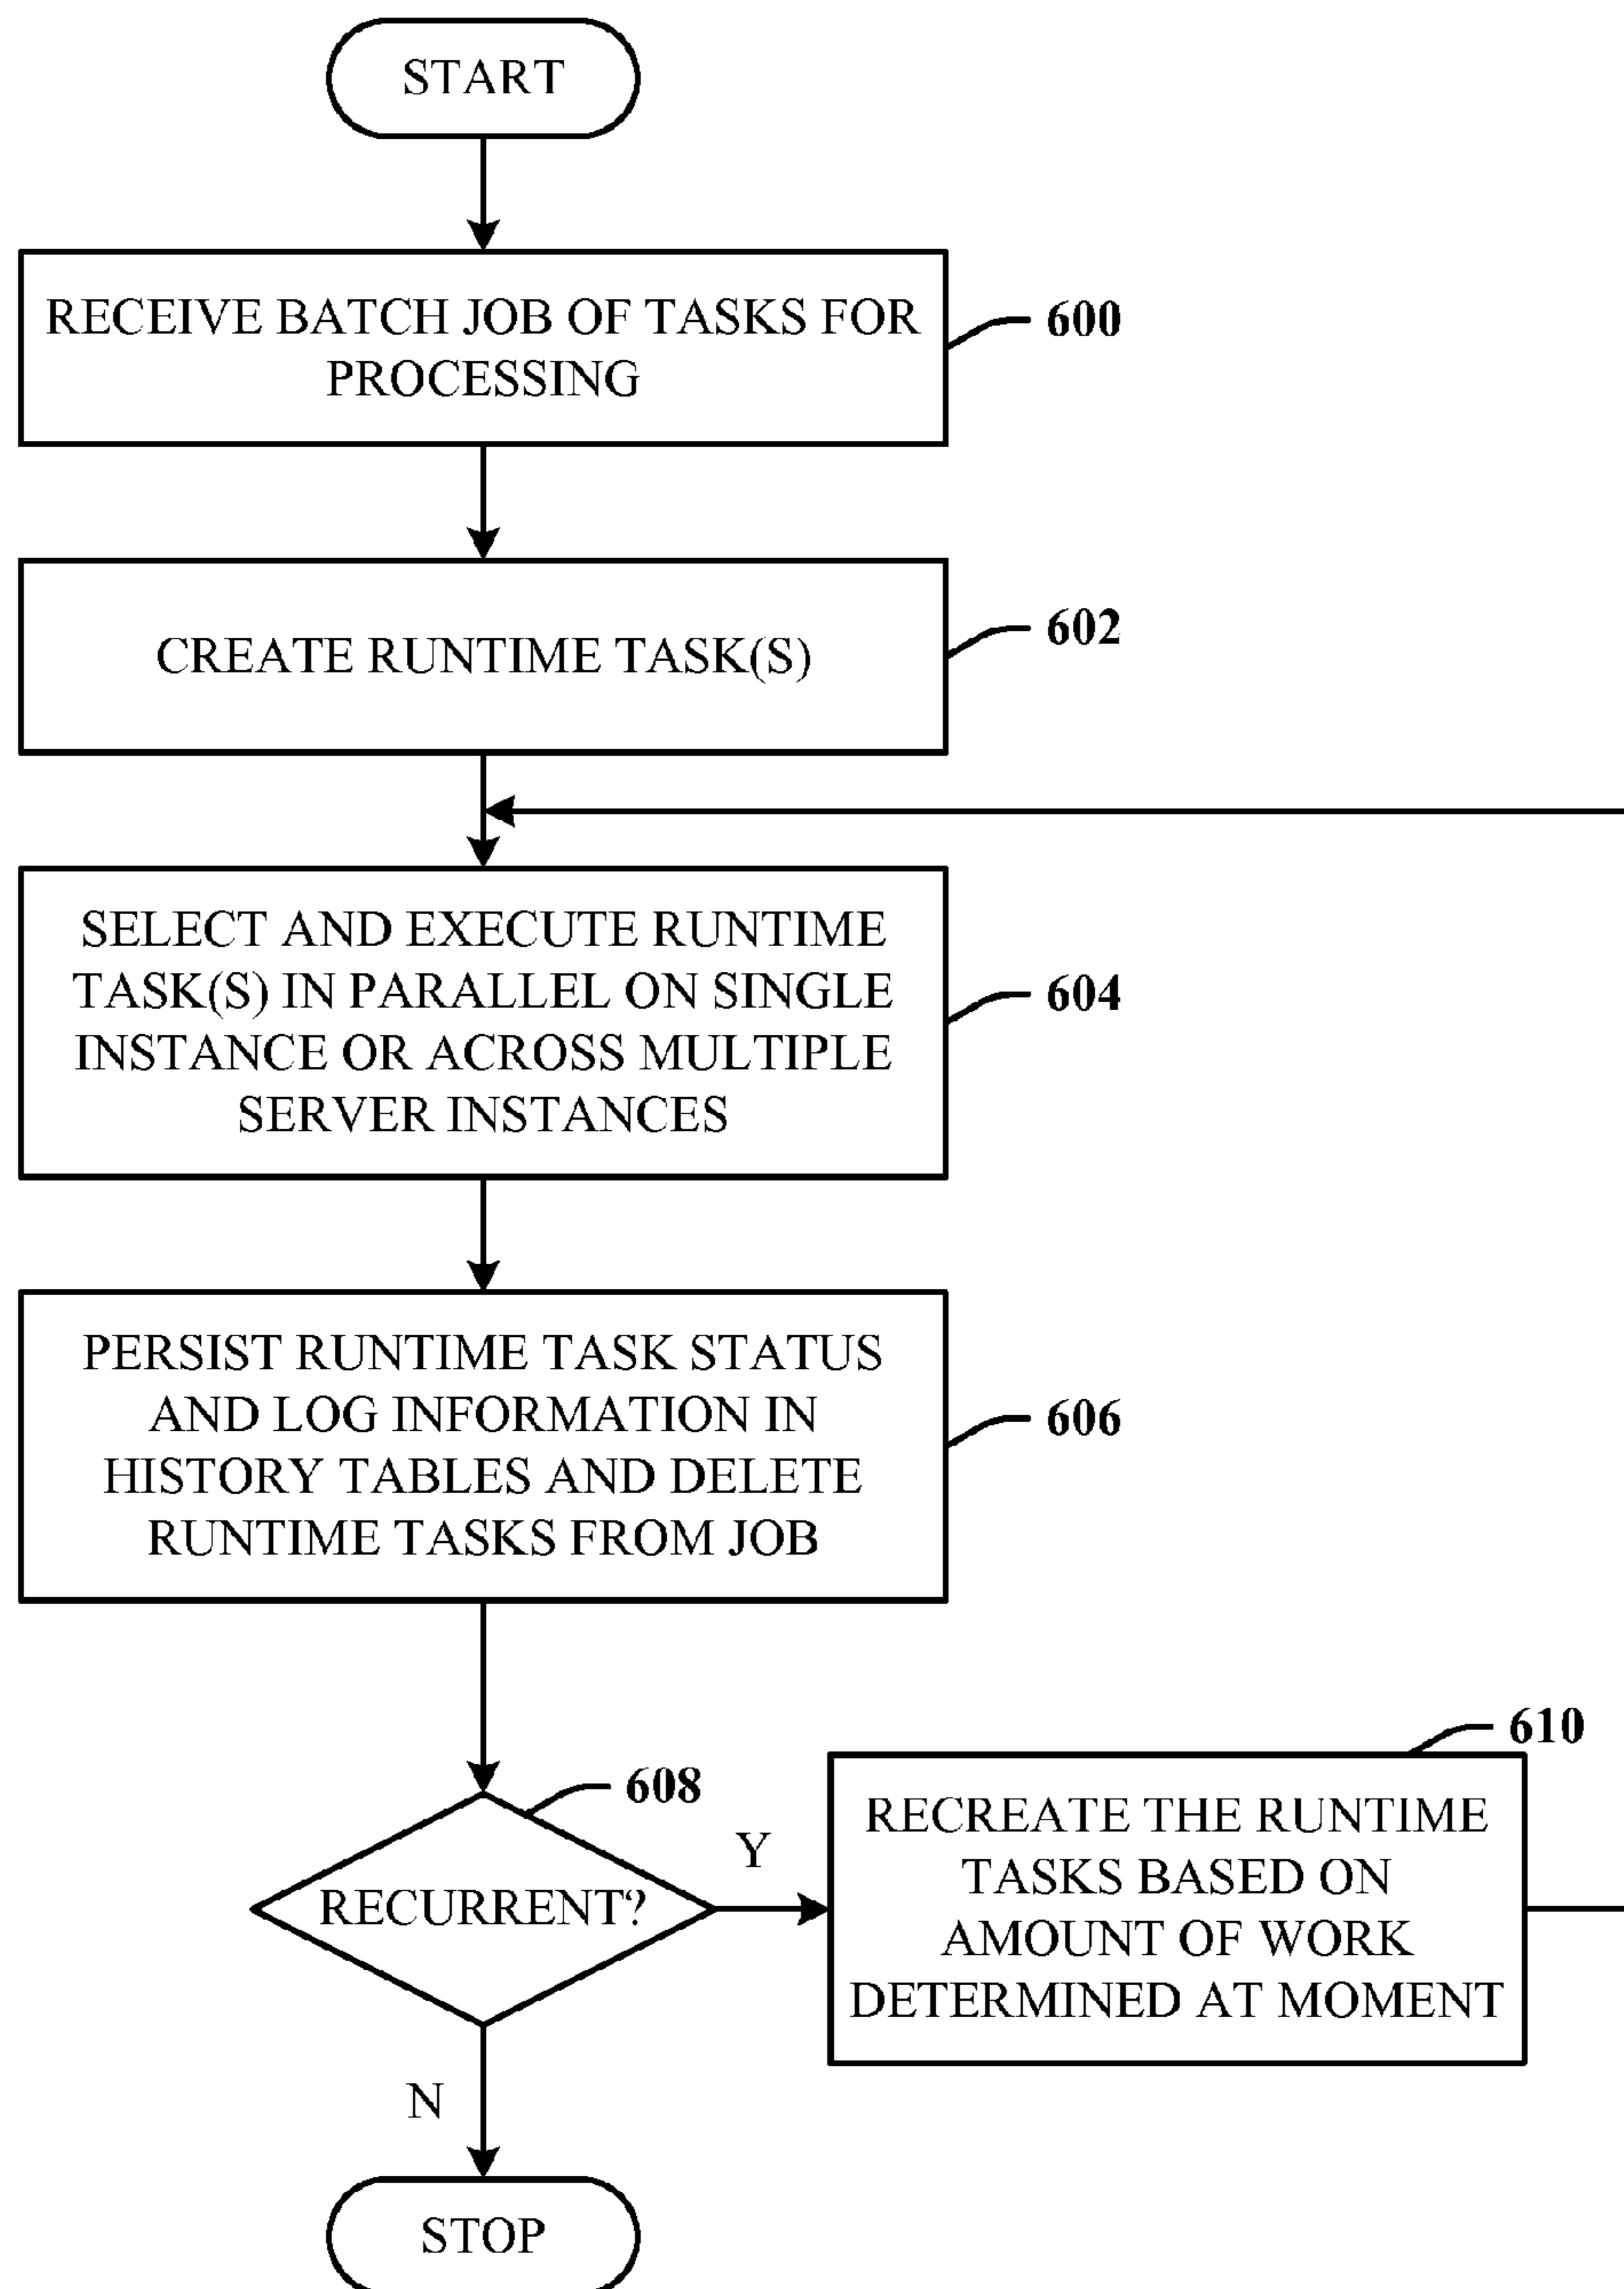 START
RECEIVE BATCH JOB OF TASKS FOR
PROCESSING
600
CREATE RUNTIME TASK(S)
602
SELECT AND EXECUTE RUNTIME
TASK(S) IN PARALLEL ON SINGLE
INSTANCE OR ACROSS MULTIPLE
SERVER INSTANCES
604
PERSIST RUNTIME TASK STATUS
AND LOG INFORMATION IN
HISTORY TABLES AND DELETE
RUNTIME TASKS FROM JOB
606
608
RECURRENT?
Y
610
RECREATE THE RUNTIME
TASKS BASED ON
AMOUNT OF WORK
DETERMINED AT MOMENT
N
STOP